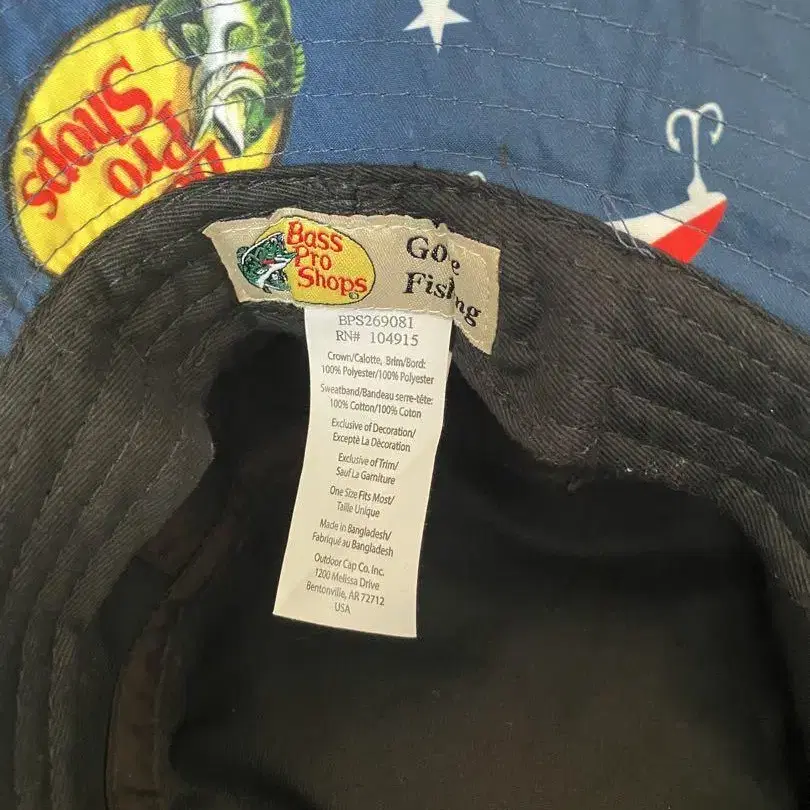 Bass
Pro
Shops
Bass
Pro
Shops
Gone
Fishing
BPS269081
RN# 104915
Crown/Calotte, Brim/Bord:
100% Polyester/100% Polyester
Sweatband/Bandeau serre-tête:
100% Cotton/100% Coton
Exclusive of Decoration/
Excepté La Décoration
Exclusive of Trim/
Sauf La Garniture
One Size Fits Most/
Taille Unique
Made in Bangladesh/
Fabriqué au Bangladesh
Outdoor Cap Co. Inc.
1200 Melissa Drive
Bentonville, AR 72712
USA